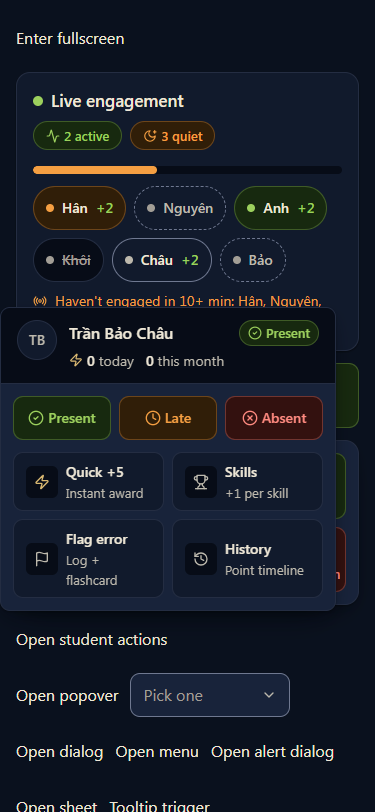 Enter fullscreen
Live engagement
2 active
3 quiet
Hân +2
Nguyên
Anh +2
Khôi
Châu +2
Bảo
Haven't engaged in 10+ min: Hân, Nguyên,
TB
Trần Bảo Châu
Present
0 today 0 this month
Present
Late
Absent
Quick +5
Instant award
Skills
+1 per skill
Flag error
Log +
flashcard
History
Point timeline
Open student actions
Open popover
Pick one
Open dialog Open menu Open alert dialog
Open sheet Tooltip trigger